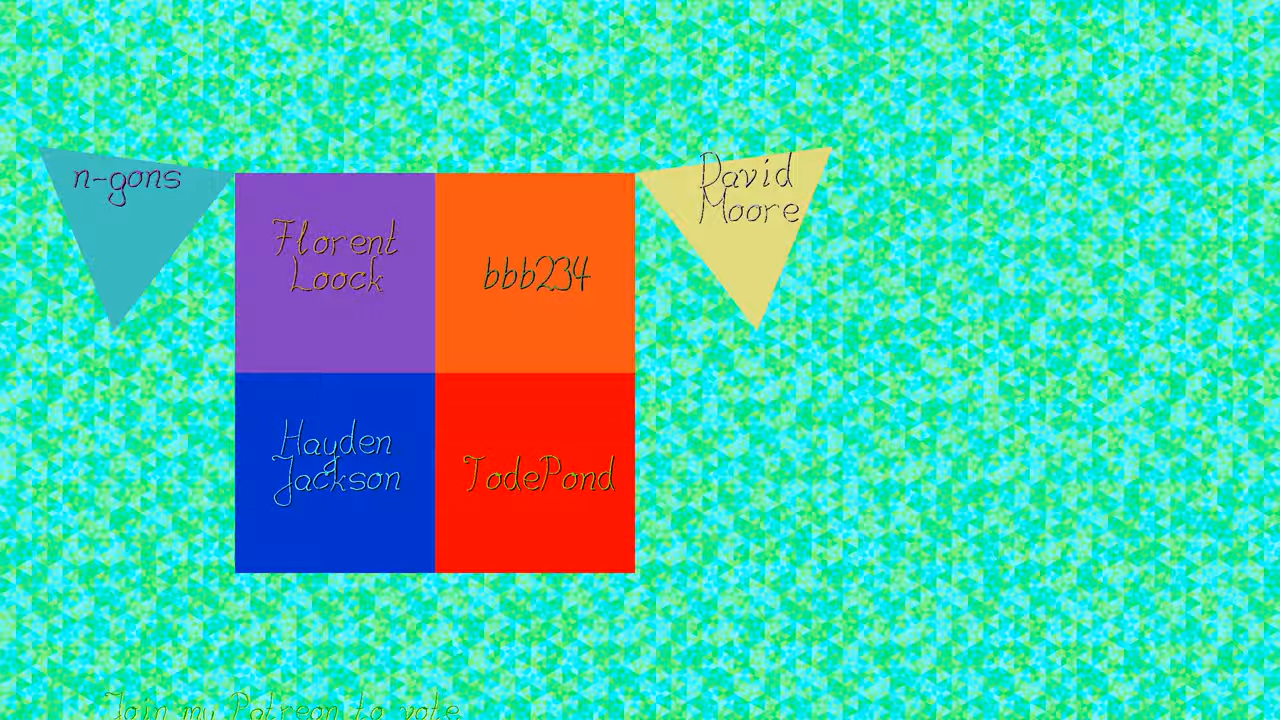 n-gons
David
Moore
Florent
Loock
bbb234
Hayden
Jackson
TodePond
Join my Patreon to vote